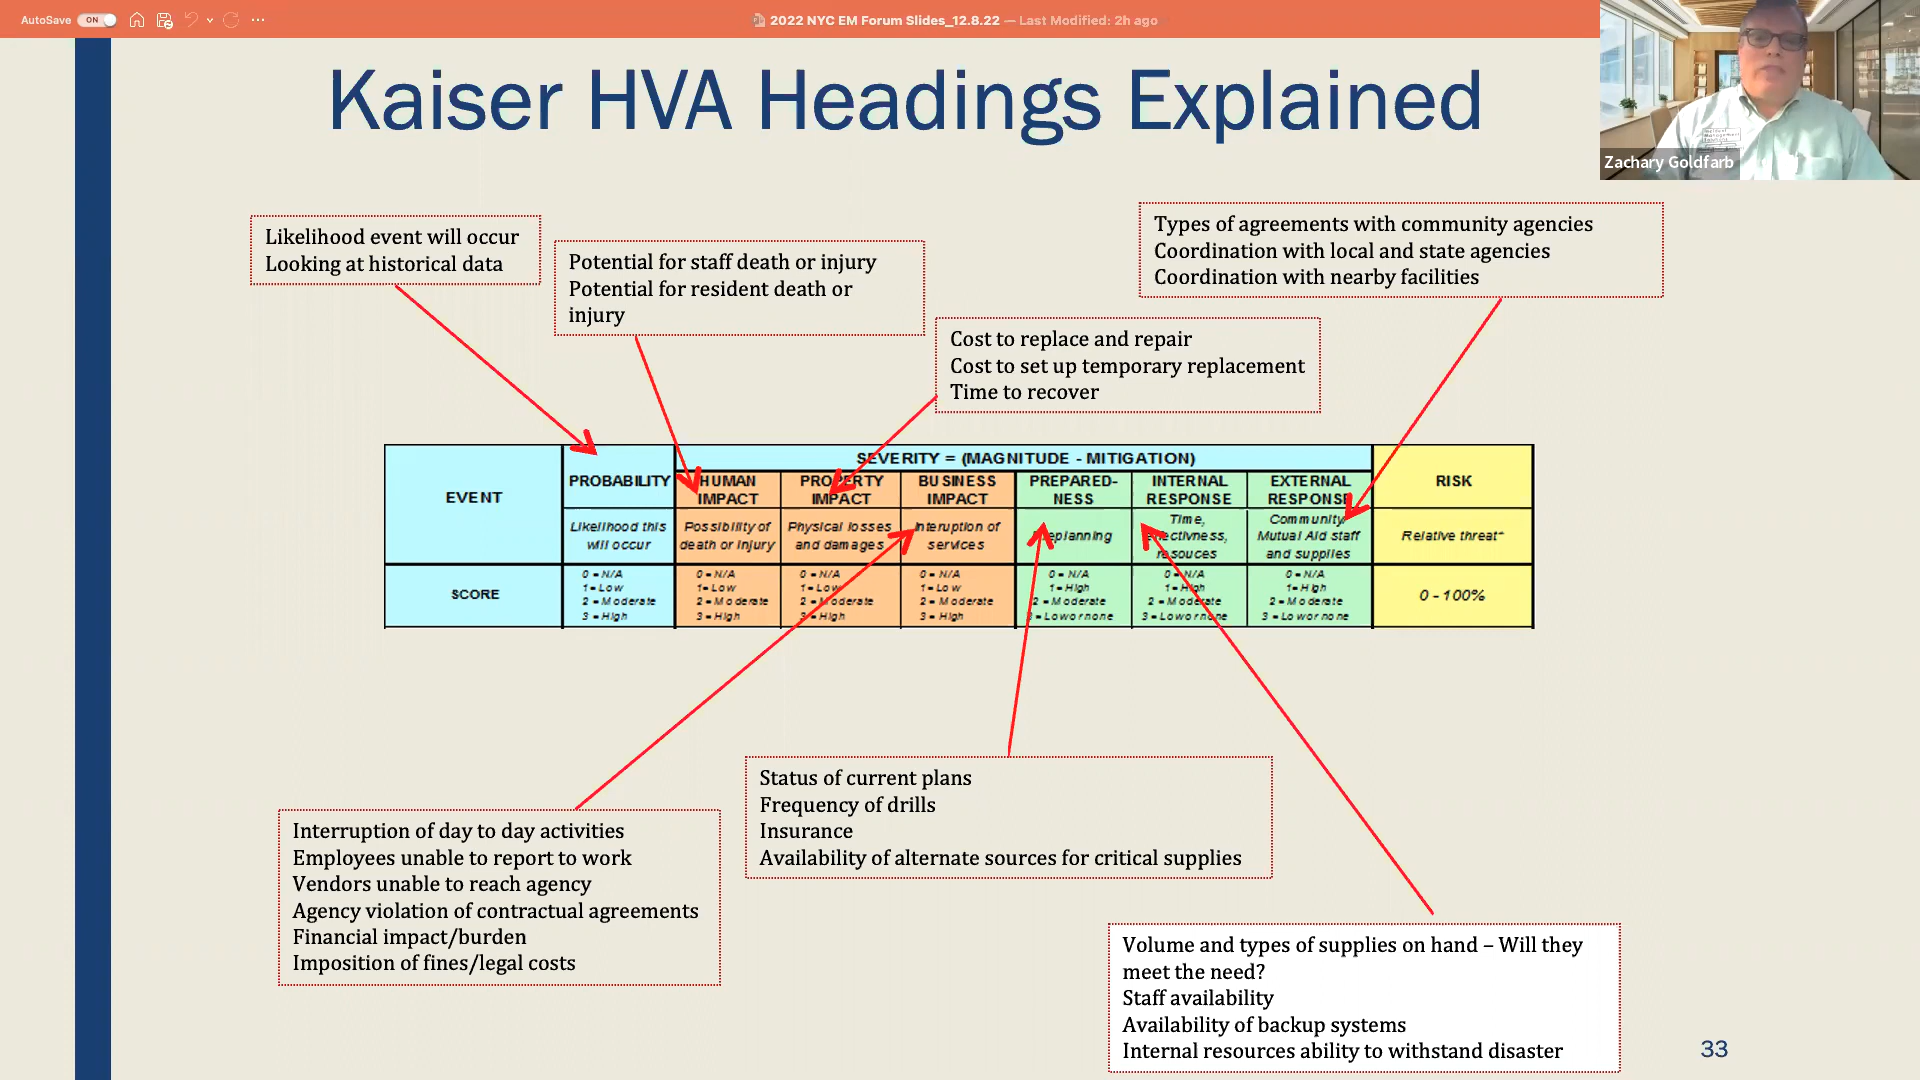 AutoSave ON
2022 NYC EM Forum Slides_12.8.22 — Last Modified: 2h ago
Kaiser HVA Headings Explained
Zachary Goldfarb
Likelihood event will occur
Looking at historical data
Potential for staff death or injury
Potential for resident death or
injury
Cost to replace and repair
Cost to set up temporary replacement
Time to recover
Types of agreements with community agencies
Coordination with local and state agencies
Coordination with nearby facilities
SEVERITY = (MAGNITUDE - MITIGATION)
EVENT
PROBABILITY
HUMAN
IMPACT
PROPERTY
IMPACT
BUSINESS
IMPACT
PREPARED-
NESS
INTERNAL
RESPONSE
EXTERNAL
RESPONSE
RISK
Likelihood this
will occur
Possibility of
death or injury
Physical losses
and damages
Interuption of
services
Preplanning
Time,
effectivness,
resouces
Community/
Mutual Aid staff
and supplies
Relative threat*
SCORE
0 = N/A
1 = Low
2 = Moderate
3 = High
0 = N/A
1 = Low
2 = Moderate
3 = High
0 = N/A
1 = Low
2 = Moderate
3 = High
0 = N/A
1 = Low
2 = Moderate
3 = High
0 = N/A
1 = High
2 = Moderate
3 = Low or none
0 = N/A
1 = High
2 = Moderate
3 = Low or none
0 = N/A
1 = High
2 = Moderate
3 = Low or none
0 - 100%
Interruption of day to day activities
Employees unable to report to work
Vendors unable to reach agency
Agency violation of contractual agreements
Financial impact/burden
Imposition of fines/legal costs
Status of current plans
Frequency of drills
Insurance
Availability of alternate sources for critical supplies
Volume and types of supplies on hand – Will they
meet the need?
Staff availability
Availability of backup systems
Internal resources ability to withstand disaster
33